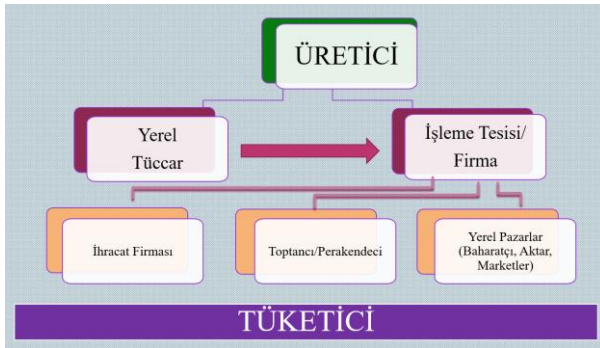 ÜRETİCİ
Yerel
Tüccar
İşleme Tesisi/
Firma
İhracat Firması
Toptancı/Perakendeci
Yerel Pazarlar
(Baharatçı, Aktar,
Marketler)
TÜKETİCİ